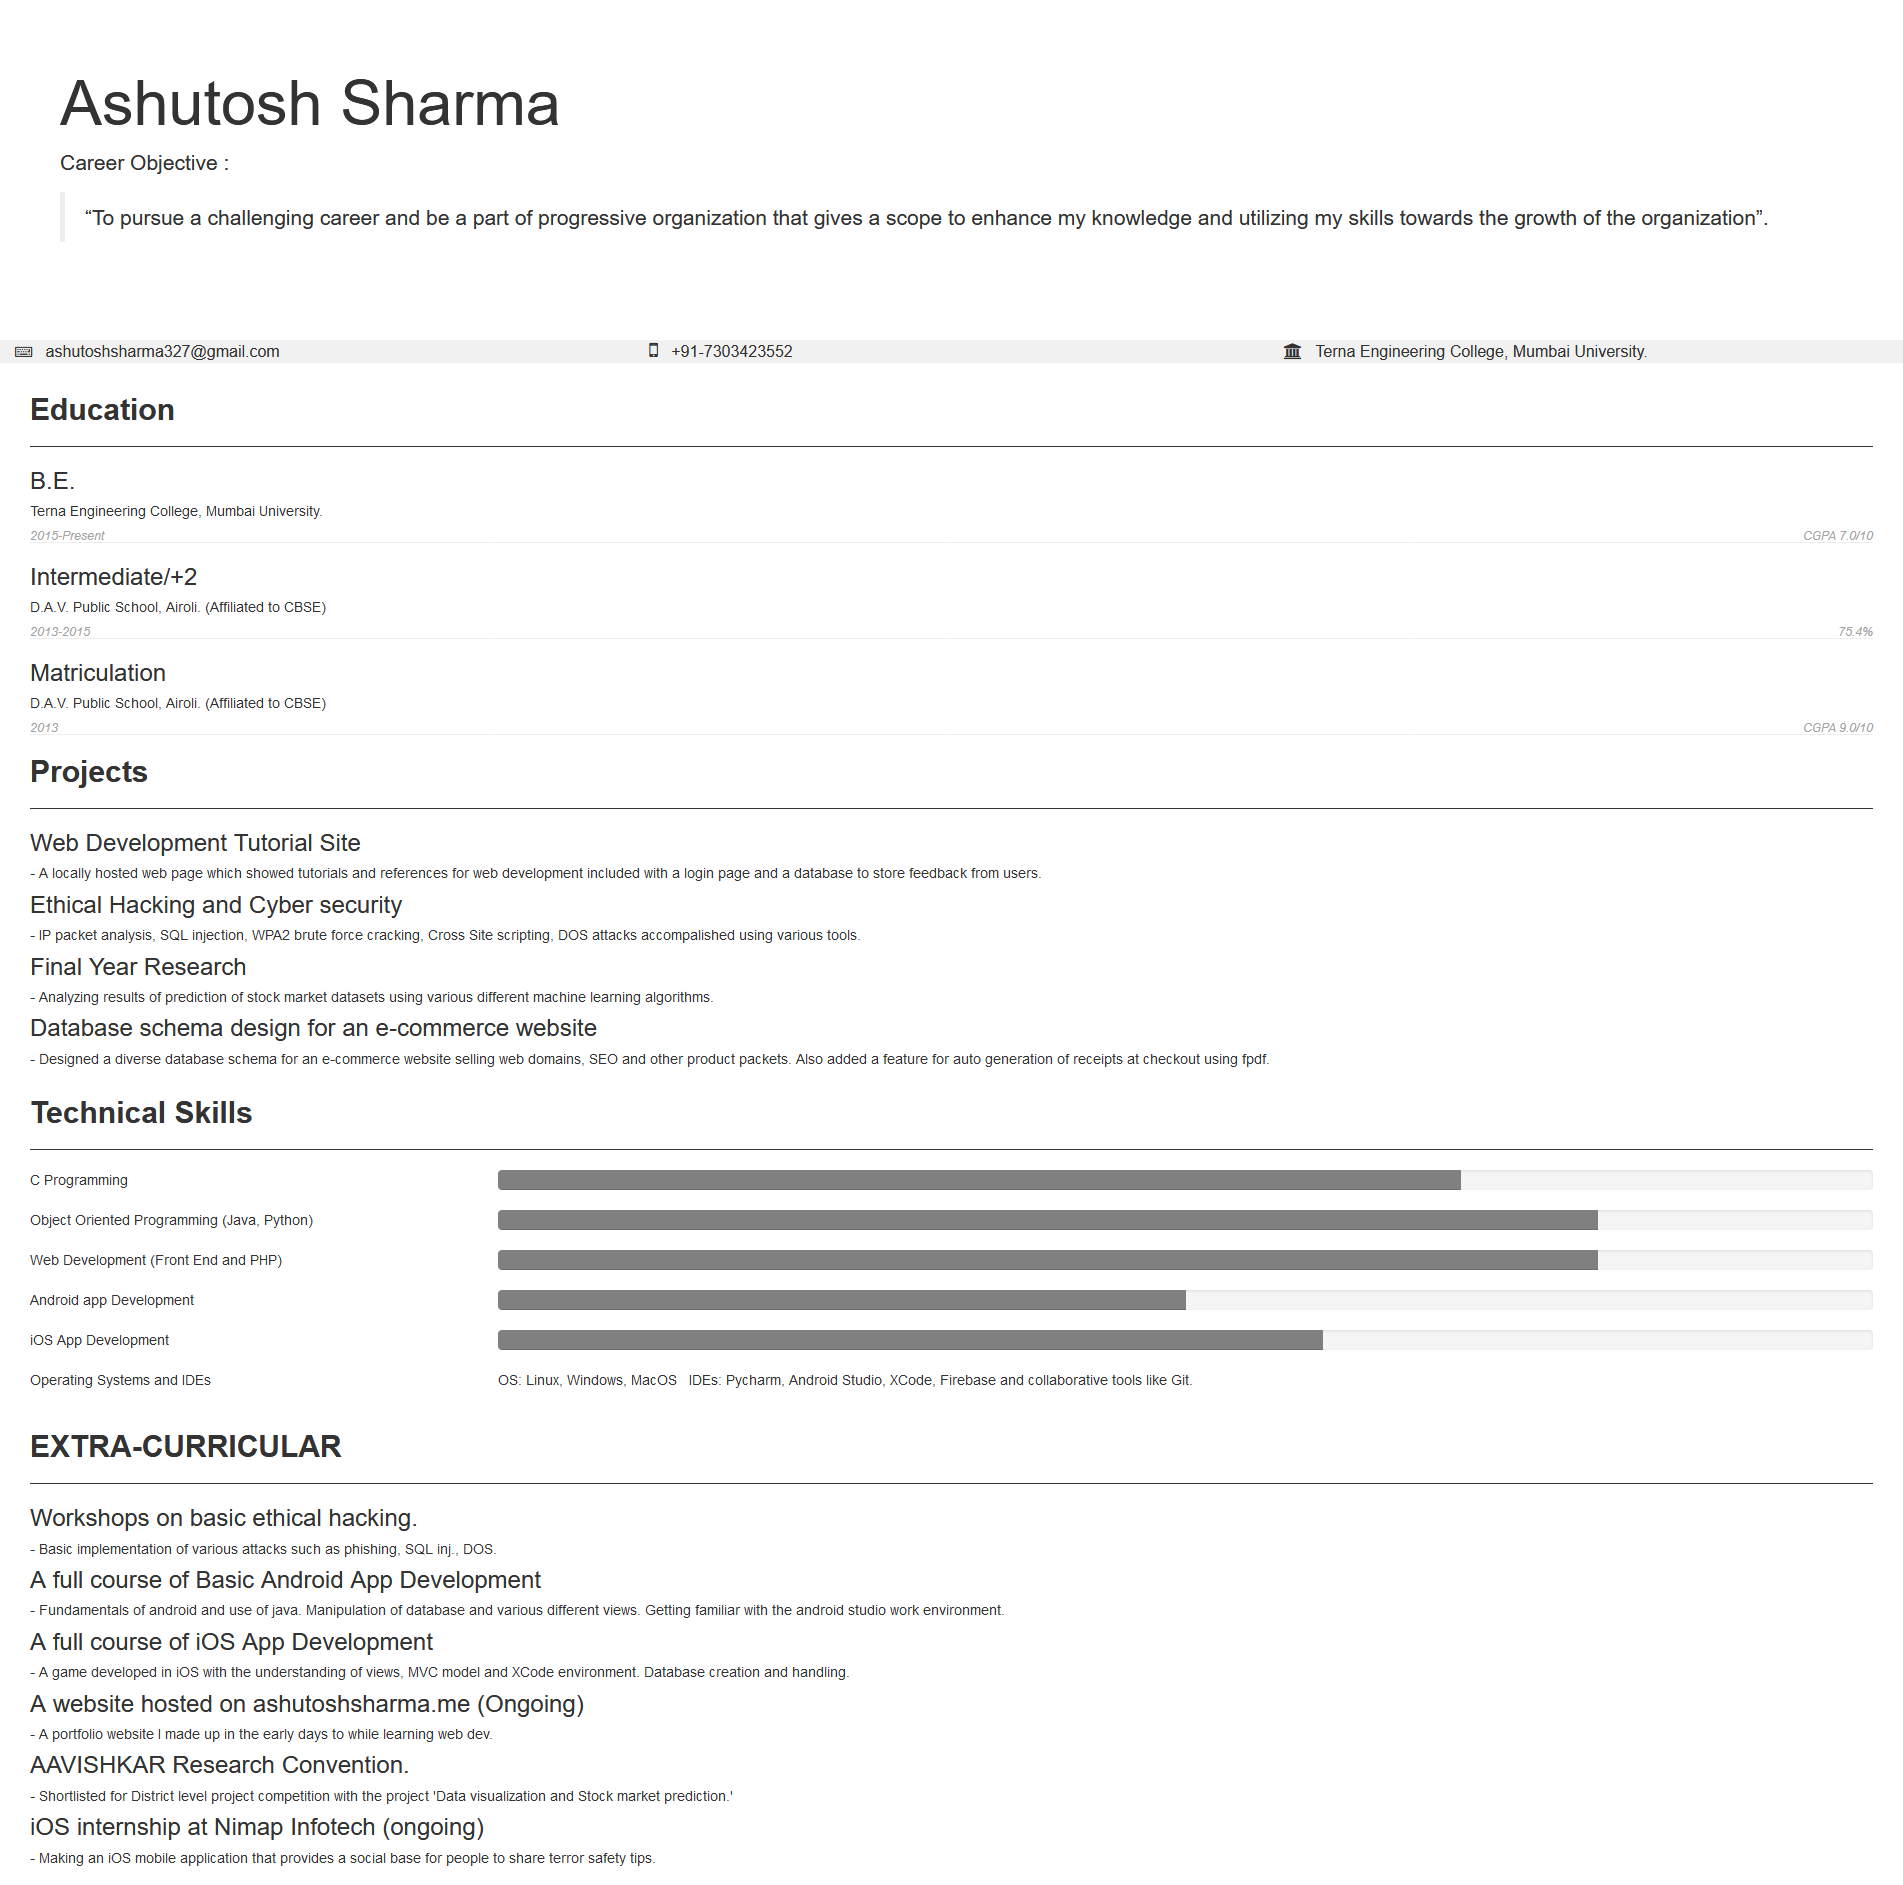 Ashutosh Sharma
Career Objective :
“To pursue a challenging career and be a part of progressive organization that gives a scope to enhance my knowledge and utilizing my skills towards the growth of the organization”.
ashutoshsharma327@gmail.com +91-7303423552 Terna Engineering College, Mumbai University.
Education
B.E.
Terna Engineering College, Mumbai University.
2015-Present CGPA 7.0/10
Intermediate/+2
D.A.V. Public School, Airoli. (Affiliated to CBSE)
2013-2015 75.4%
Matriculation
D.A.V. Public School, Airoli. (Affiliated to CBSE)
2013 CGPA 9.0/10
Projects
Web Development Tutorial Site
- A locally hosted web page which showed tutorials and references for web development included with a login page and a database to store feedback from users.
Ethical Hacking and Cyber security
- IP packet analysis, SQL injection, WPA2 brute force cracking, Cross Site scripting, DOS attacks accompalished using various tools.
Final Year Research
- Analyzing results of prediction of stock market datasets using various different machine learning algorithms.
Database schema design for an e-commerce website
- Designed a diverse database schema for an e-commerce website selling web domains, SEO and other product packets. Also added a feature for auto generation of receipts at checkout using fpdf.
Technical Skills
C Programming
Object Oriented Programming (Java, Python)
Web Development (Front End and PHP)
Android app Development
iOS App Development
Operating Systems and IDEs OS: Linux, Windows, MacOS IDEs: Pycharm, Android Studio, XCode, Firebase and collaborative tools like Git.
EXTRA-CURRICULAR
Workshops on basic ethical hacking.
- Basic implementation of various attacks such as phishing, SQL inj., DOS.
A full course of Basic Android App Development
- Fundamentals of android and use of java. Manipulation of database and various different views. Getting familiar with the android studio work environment.
A full course of iOS App Development
- A game developed in iOS with the understanding of views, MVC model and XCode environment. Database creation and handling.
A website hosted on ashutoshsharma.me (Ongoing)
- A portfolio website I made up in the early days to while learning web dev.
AAVISHKAR Research Convention.
- Shortlisted for District level project competition with the project 'Data visualization and Stock market prediction.'
iOS internship at Nimap Infotech (ongoing)
- Making an iOS mobile application that provides a social base for people to share terror safety tips.